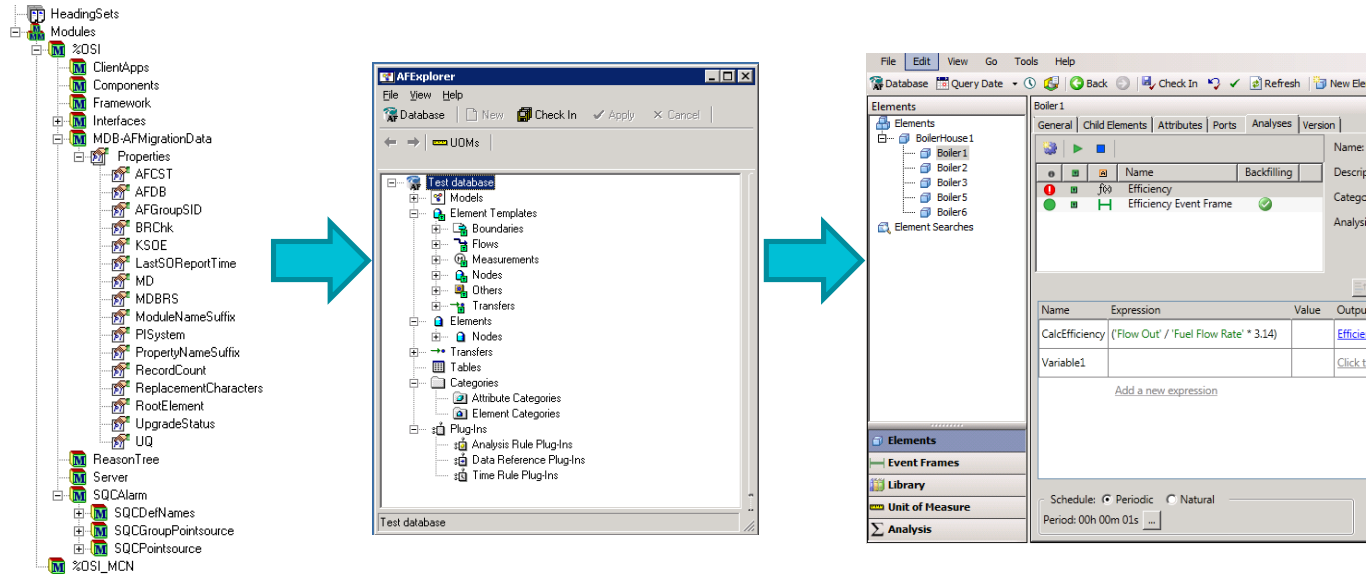 HeadingSets
Modules
%OSI
ClientApps
Components
Framework
Interfaces
MDB-AFMigrationData
Properties
AFCST
AFDB
AFGroupSID
BRChk
KSOE
LastSOReportTime
MD
MDBRS
ModuleNameSuffix
PISystem
PropertyNameSuffix
RecordCount
ReplacementCharacters
RootElement
UpgradeStatus
UQ
ReasonTree
Server
SQCAlarm
SQCDefNames
SQCGroupPointsource
SQCPointsource
%OSI_MCN
AFExplorer
File View Help
Database New Check In Apply Cancel
UOMs
Test database
Models
Element Templates
Boundaries
Flows
Measurements
Nodes
Others
Transfers
Elements
Nodes
Transfers
Tables
Categories
Attribute Categories
Element Categories
Plug-Ins
Analysis Rule Plug-Ins
Data Reference Plug-Ins
Time Rule Plug-Ins
Test database
File Edit View Go Tools Help
Database Query Date Back Check In Refresh New Ele
Elements
Elements
BoilerHouse1
Boiler1
Boiler2
Boiler3
Boiler5
Boiler6
Element Searches
Elements
Event Frames
Library
Unit of Measure
Analysis
Boiler1
General Child Elements Attributes Ports Analyses Version
Name:
Descrip
Catego
Analysi
Name Backfilling
f(x) Efficiency
Efficiency Event Frame
Name Expression Value Outpu
CalcEfficiency ('Flow Out' / 'Fuel Flow Rate' * 3.14) Efficie
Variable1 Click t
Add a new expression
Schedule: Periodic Natural
Period: 00h 00m 01s ...